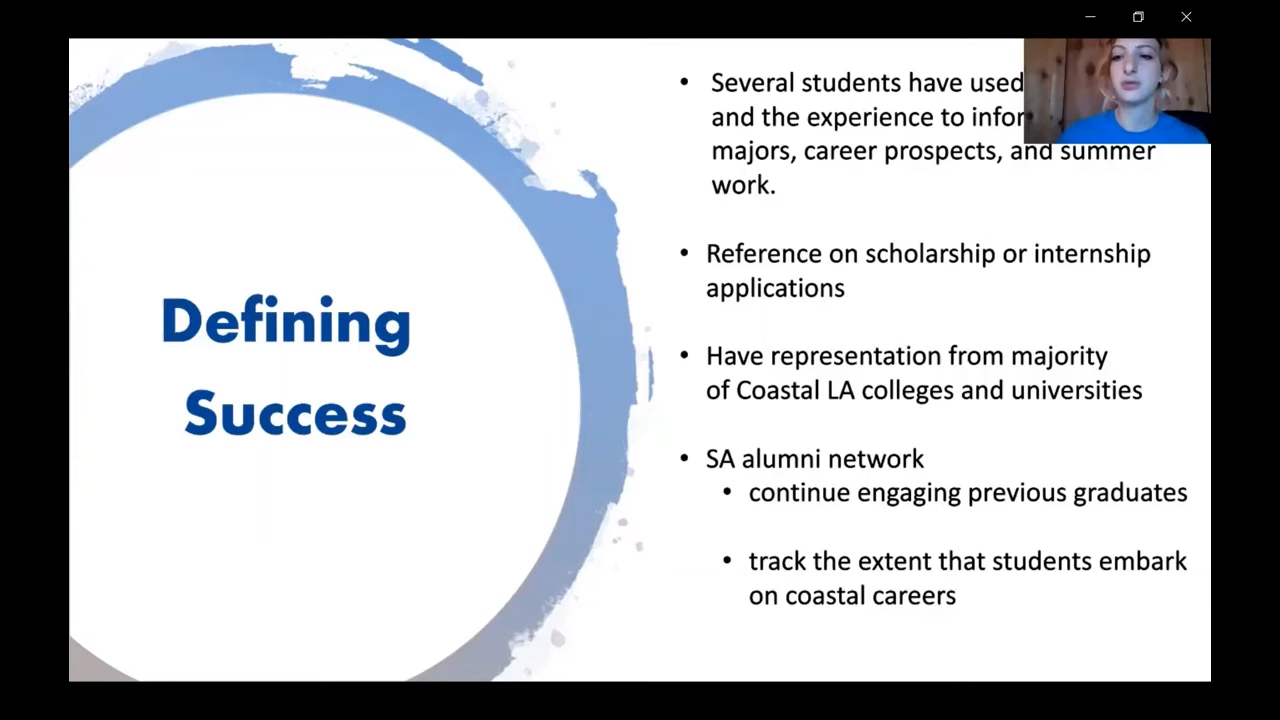 Defining
Success
• Several students have used
and the experience to
majors, career prospects, and summer
work.
• Reference on scholarship or internship
applications
• Have representation from majority
of Coastal LA colleges and universities
• SA alumni network
• continue engaging previous graduates
• track the extent that students embark
on coastal careers